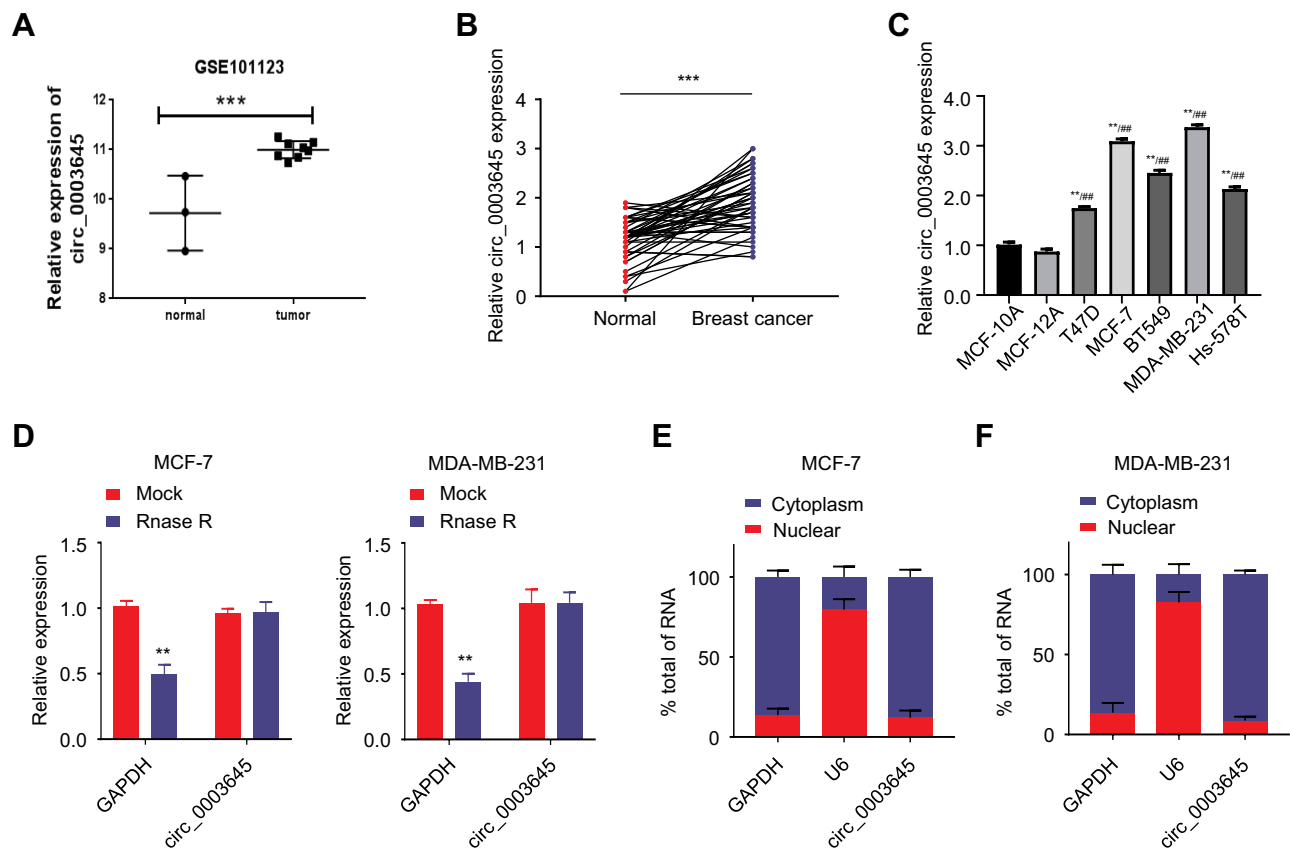 A
GSE101123
***
Relative expression of
circ_0003645
12
11
10
9
8
normal
tumor
B
***
Relative circ_0003645 expression
4
3
2
1
0
Normal
Breast cancer
C
Relative circ_0003645 expression
4.0
3.0
2.0
1.0
0.0
**/##
**/##
**/##
**/##
**/##
MCF-10A
MCF-12A
T47D
MCF-7
BT549
MDA-MB-231
Hs-578T
D
MCF-7
Mock
Rnase R
Relative expression
1.5
1.0
0.5
0.0
**
GAPDH
circ_0003645
MDA-MB-231
Mock
Rnase R
Relative expression
1.5
1.0
0.5
0.0
**
GAPDH
circ_0003645
E
MCF-7
Cytoplasm
Nuclear
% total of RNA
100
50
0
GAPDH
U6
circ_0003645
F
MDA-MB-231
Cytoplasm
Nuclear
% total of RNA
100
50
0
GAPDH
U6
circ_0003645